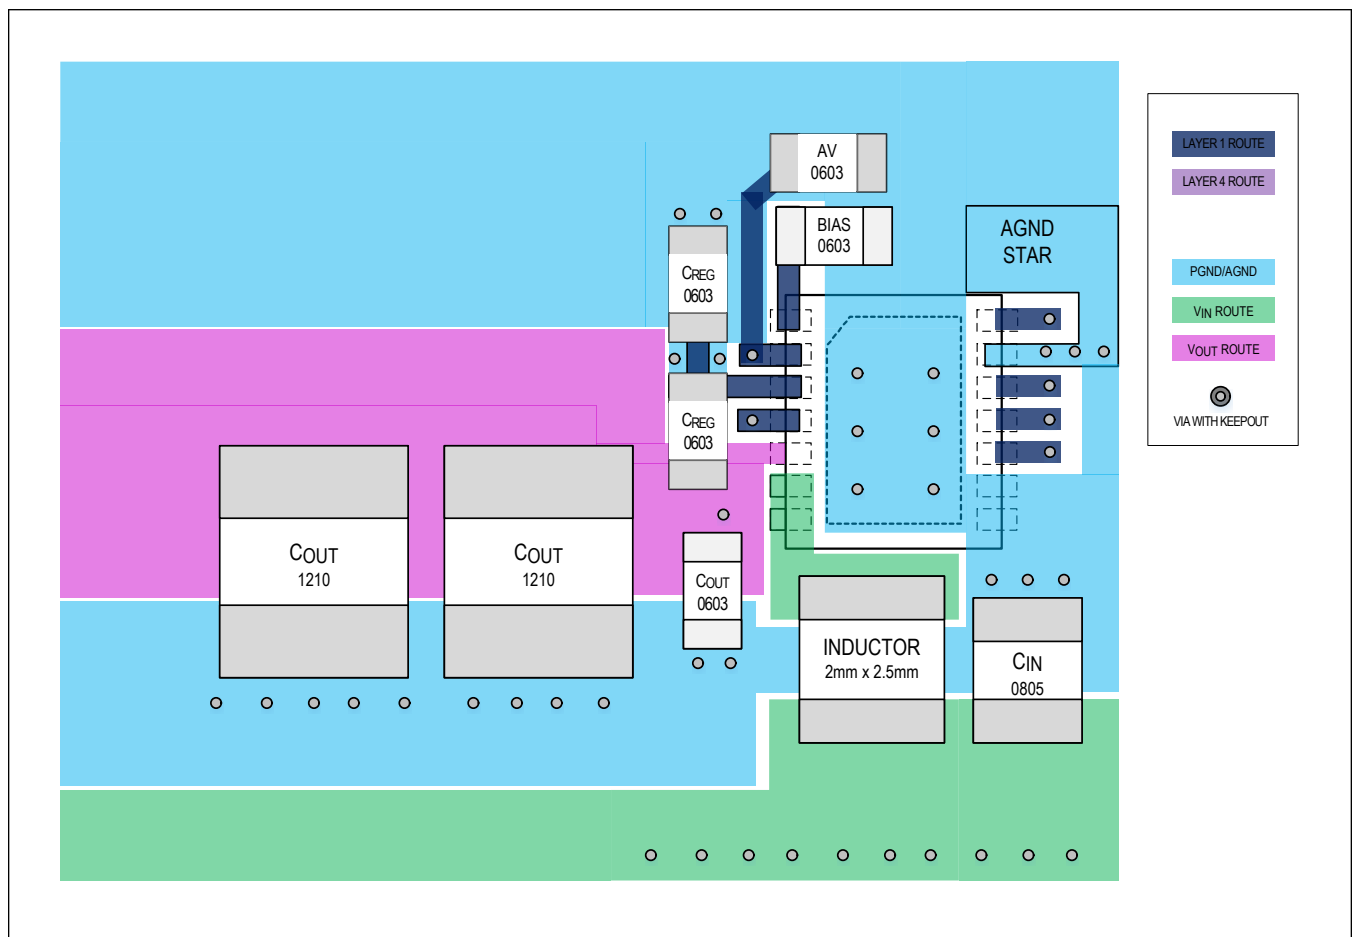 AV
0603
BIAS
0603
AGND
STAR
CREG
0603
CREG
0603
COUT
1210
COUT
1210
COUT
0603
INDUCTOR
2mm x 2.5mm
CIN
0805
LAYER 1 ROUTE
LAYER 4 ROUTE
PGND/AGND
VIN ROUTE
VOUT ROUTE
VIA WITH KEEPOUT